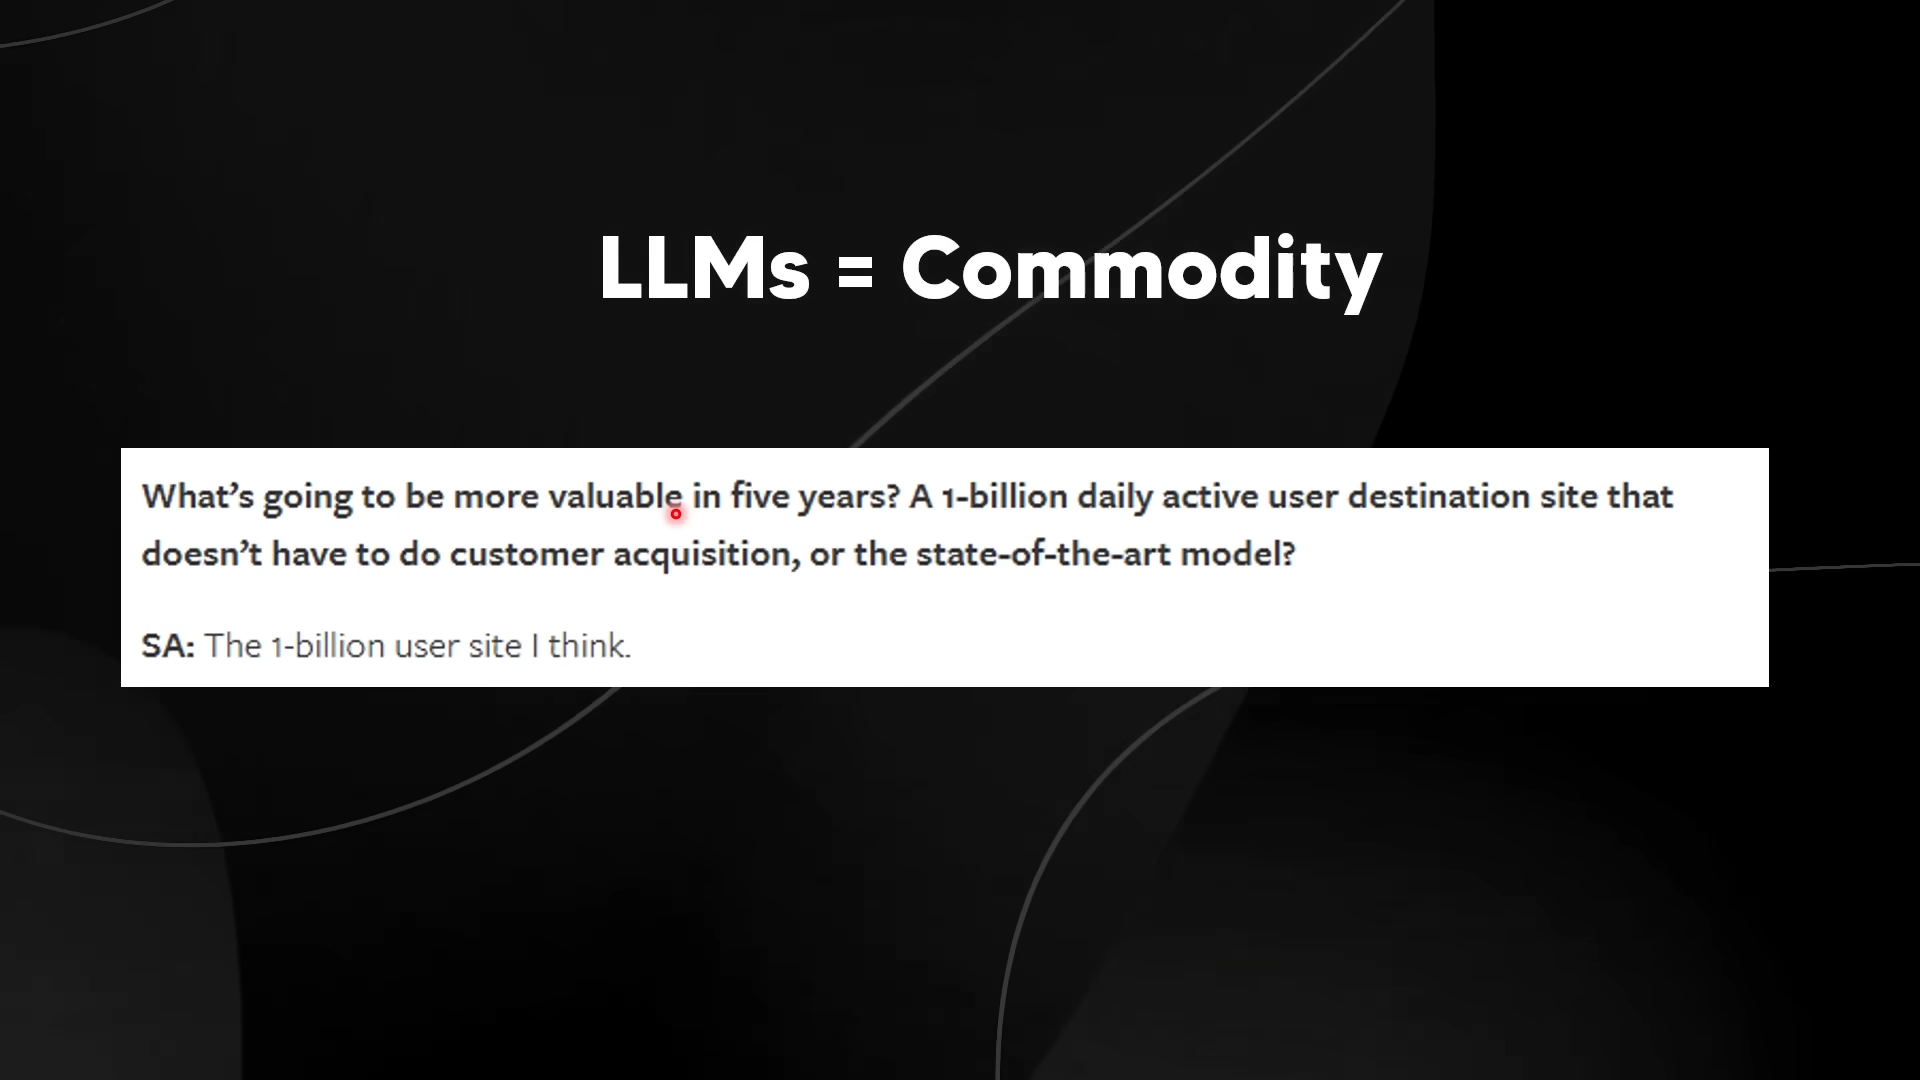 LLMs = Commodity
What's going to be more valuable in five years? A 1-billion daily active user destination site that
doesn't have to do customer acquisition, or the state-of-the-art model?
SA: The 1-billion user site I think.